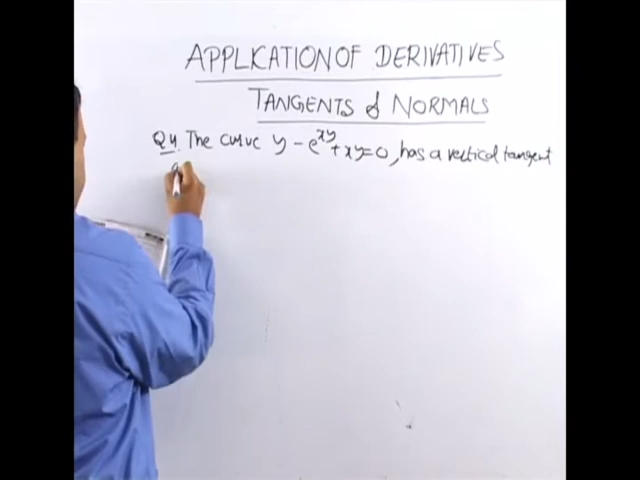 APPLICATION OF DERIVATIVES
TANGENTS & NORMALS
Q4. The curve y - e^xy + xy = 0, has a vertical tangent